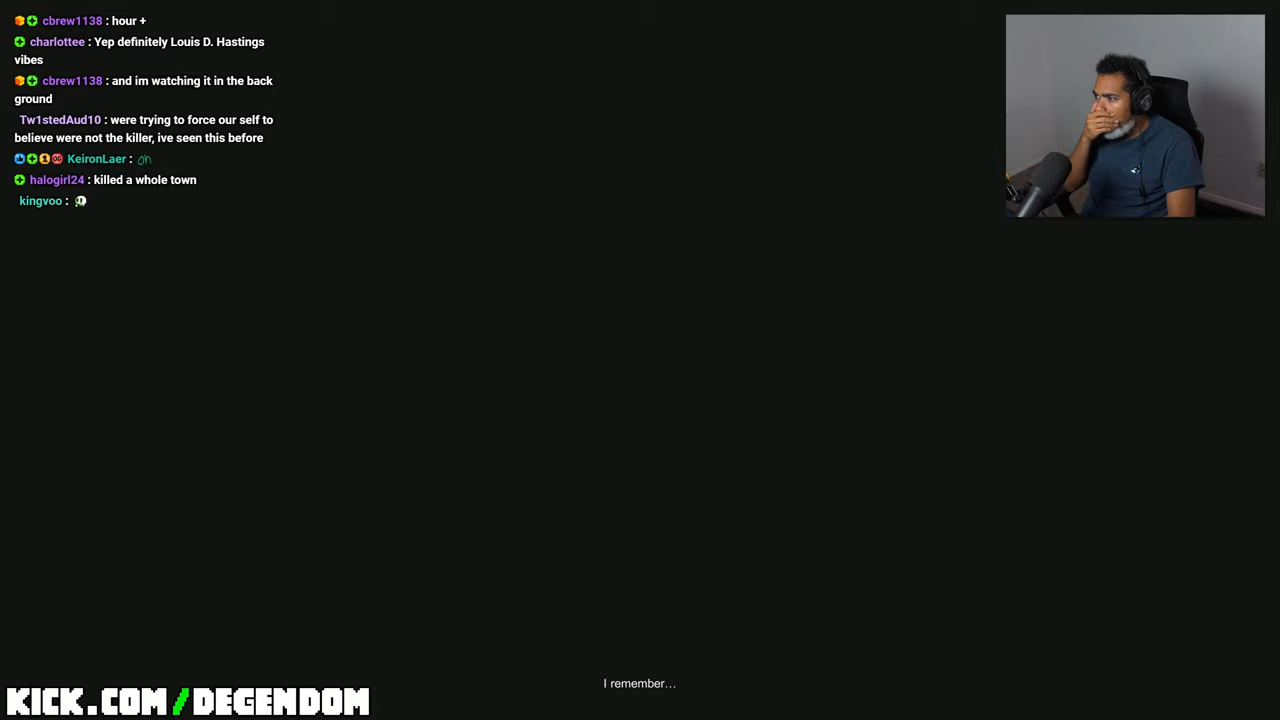 cbrew1138 : hour +
charlottee : Yep definitely Louis D. Hastings
vibes
cbrew1138 : and im watching it in the back
ground
Tw1stedAud10 : were trying to force our self to
believe were not the killer, ive seen this before
KeironLaer :
halogirl24 : killed a whole town
kingvoo :
I remember...
KICK.COM/DEGENDOM